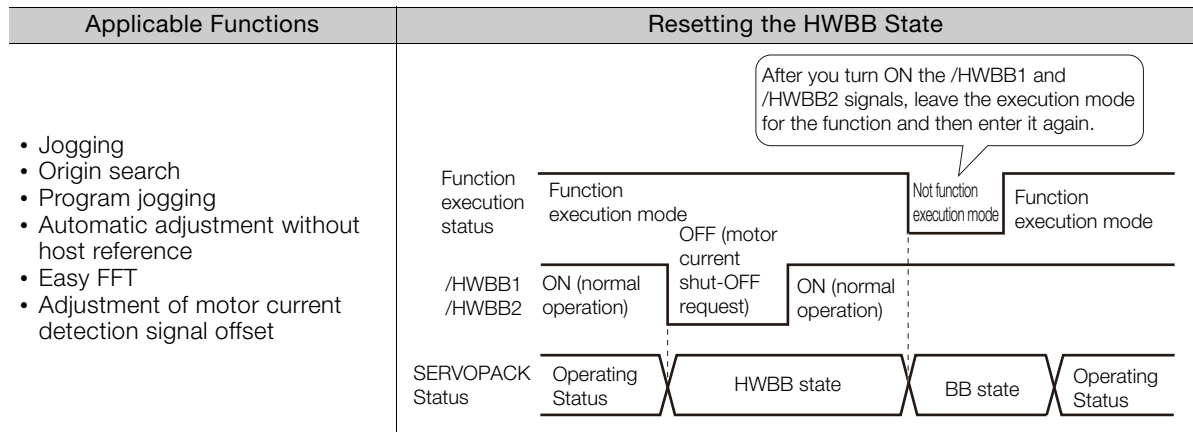 Applicable Functions
Resetting the HWBB State
• Jogging
• Origin search
• Program jogging
• Automatic adjustment without
host reference
• Easy FFT
• Adjustment of motor current
detection signal offset
After you turn ON the /HWBB1 and
/HWBB2 signals, leave the execution mode
for the function and then enter it again.
Function
execution
status
Function
execution mode
Not function
execution mode
Function
execution mode
/HWBB1
/HWBB2
ON (normal
operation)
OFF (motor
current
shut-OFF
request)
ON (normal
operation)
SERVOPACK
Status
Operating
Status
HWBB state
BB state
Operating
Status